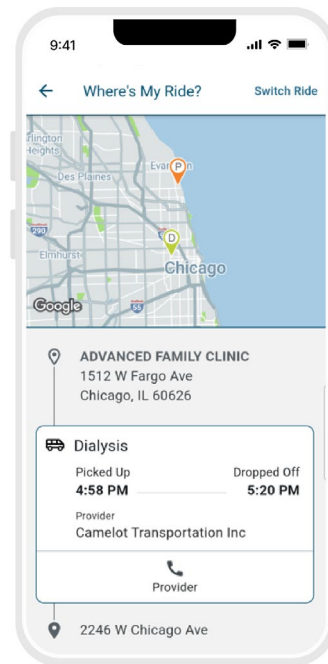 9:41
Where's My Ride?
Switch Ride
Arlington
Heights
Evanston
P
Des Plaines
290
D
Elmhurst
Chicago
Google
55
ADVANCED FAMILY CLINIC
1512 W Fargo Ave
Chicago, IL 60626
Dialysis
Picked Up
Dropped Off
4:58 PM
5:20 PM
Provider
Camelot Transportation Inc
Provider
2246 W Chicago Ave